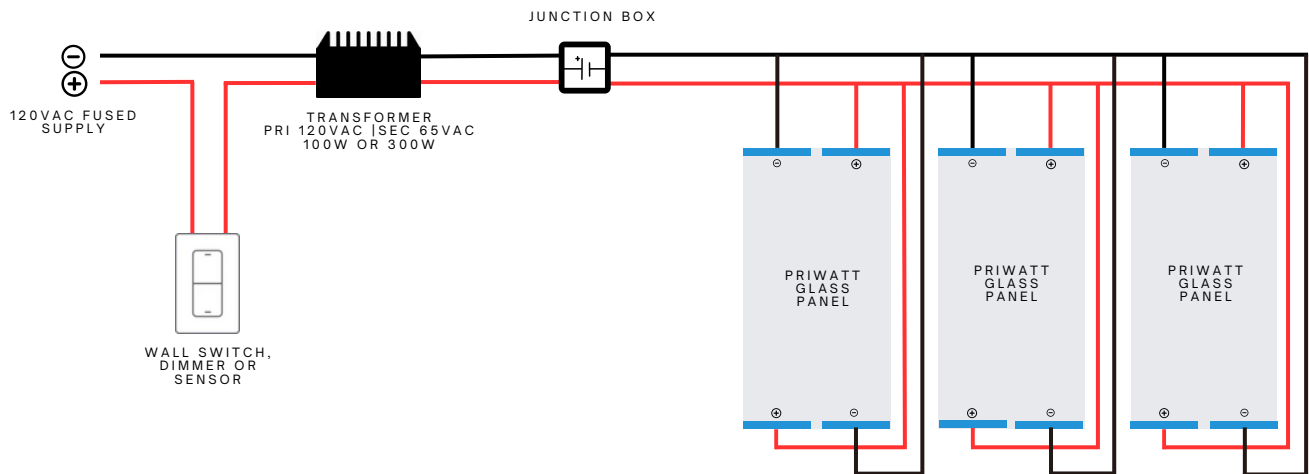 JUNCTION BOX
120VAC FUSED
SUPPLY
TRANSFORMER
PRI 120VAC |SEC 65VAC
100W OR 300W
WALL SWITCH,
DIMMER OR
SENSOR
PRIWATT
GLASS
PANEL
PRIWATT
GLASS
PANEL
PRIWATT
GLASS
PANEL